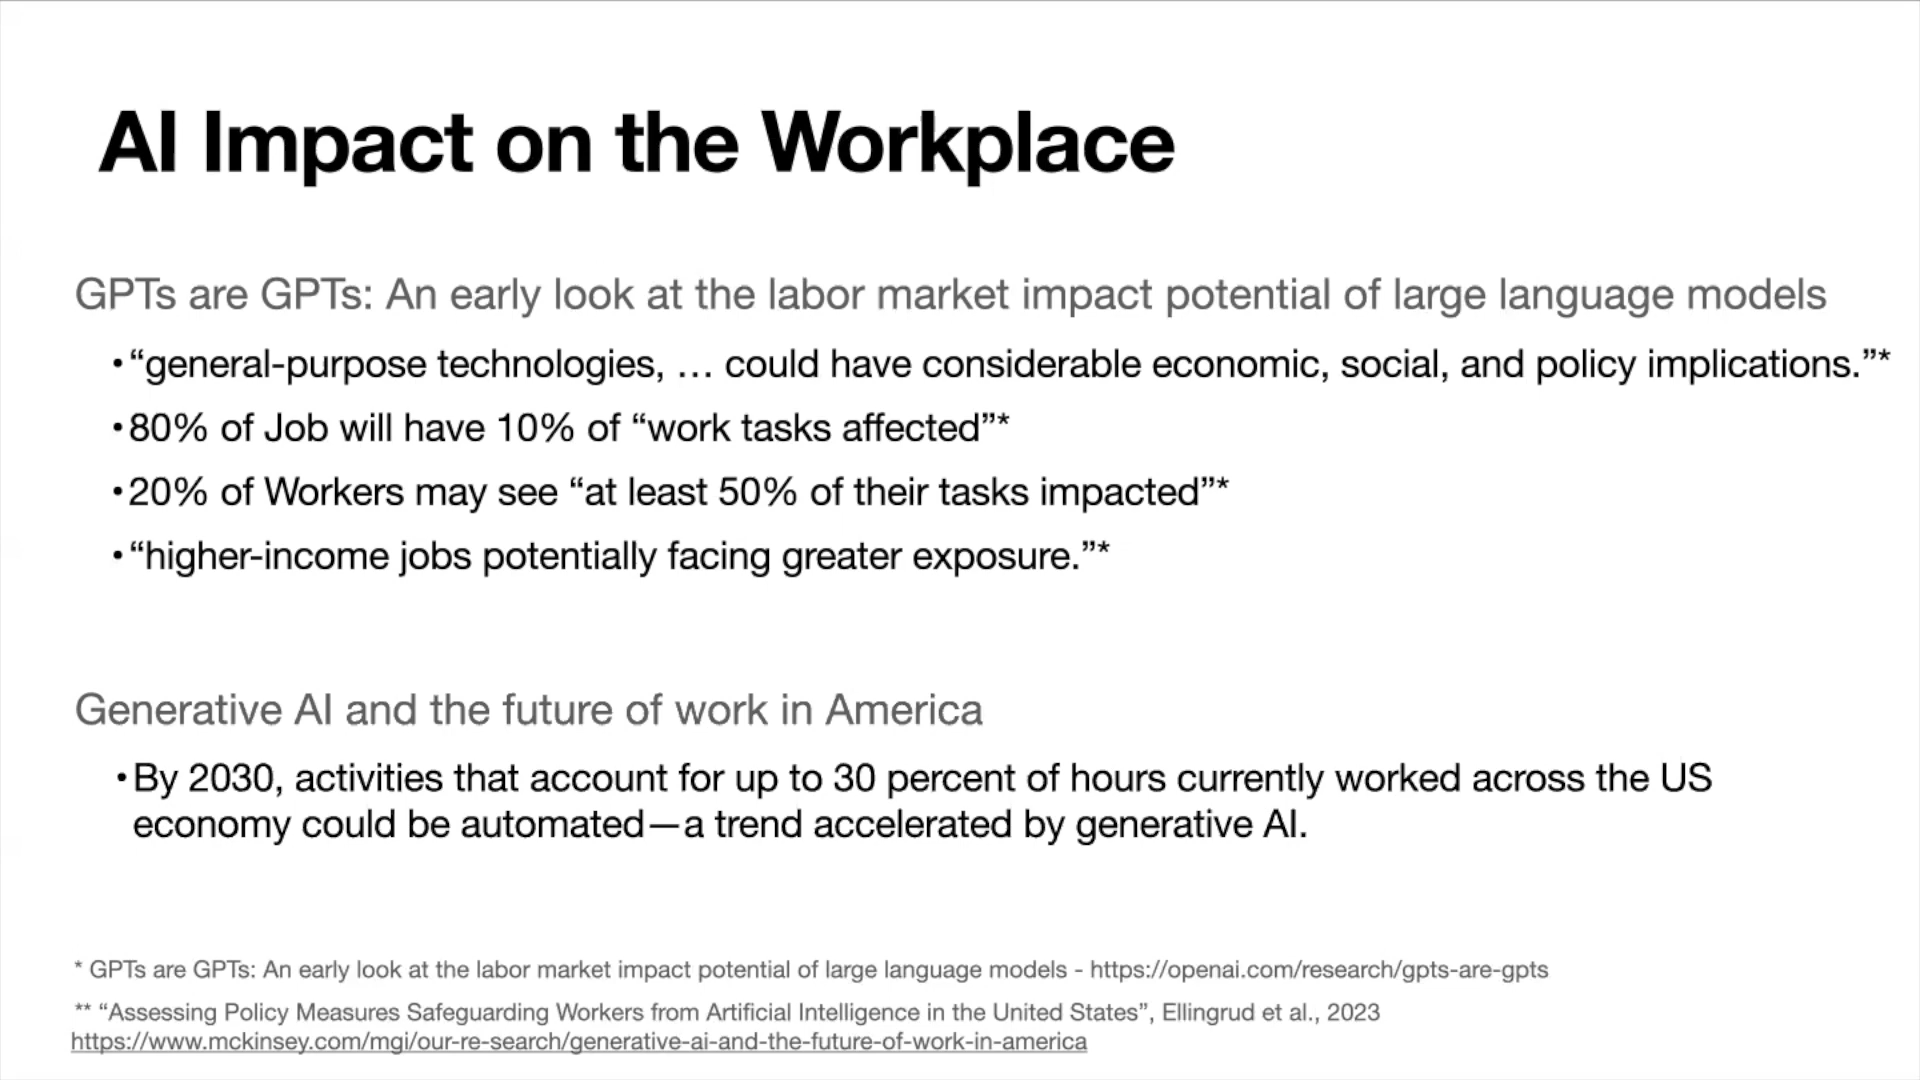 AI Impact on the Workplace
GPTs are GPTs: An early look at the labor market impact potential of large language models
•“general-purpose technologies, … could have considerable economic, social, and policy implications.”*
•80% of Job will have 10% of “work tasks affected”*
•20% of Workers may see “at least 50% of their tasks impacted”*
•“higher-income jobs potentially facing greater exposure.”*
Generative AI and the future of work in America
•By 2030, activities that account for up to 30 percent of hours currently worked across the US
economy could be automated—a trend accelerated by generative AI.
* GPTs are GPTs: An early look at the labor market impact potential of large language models - https://openai.com/research/gpts-are-gpts
** “Assessing Policy Measures Safeguarding Workers from Artificial Intelligence in the United States”, Ellingrud et al., 2023
https://www.mckinsey.com/mgi/our-re-search/generative-ai-and-the-future-of-work-in-america